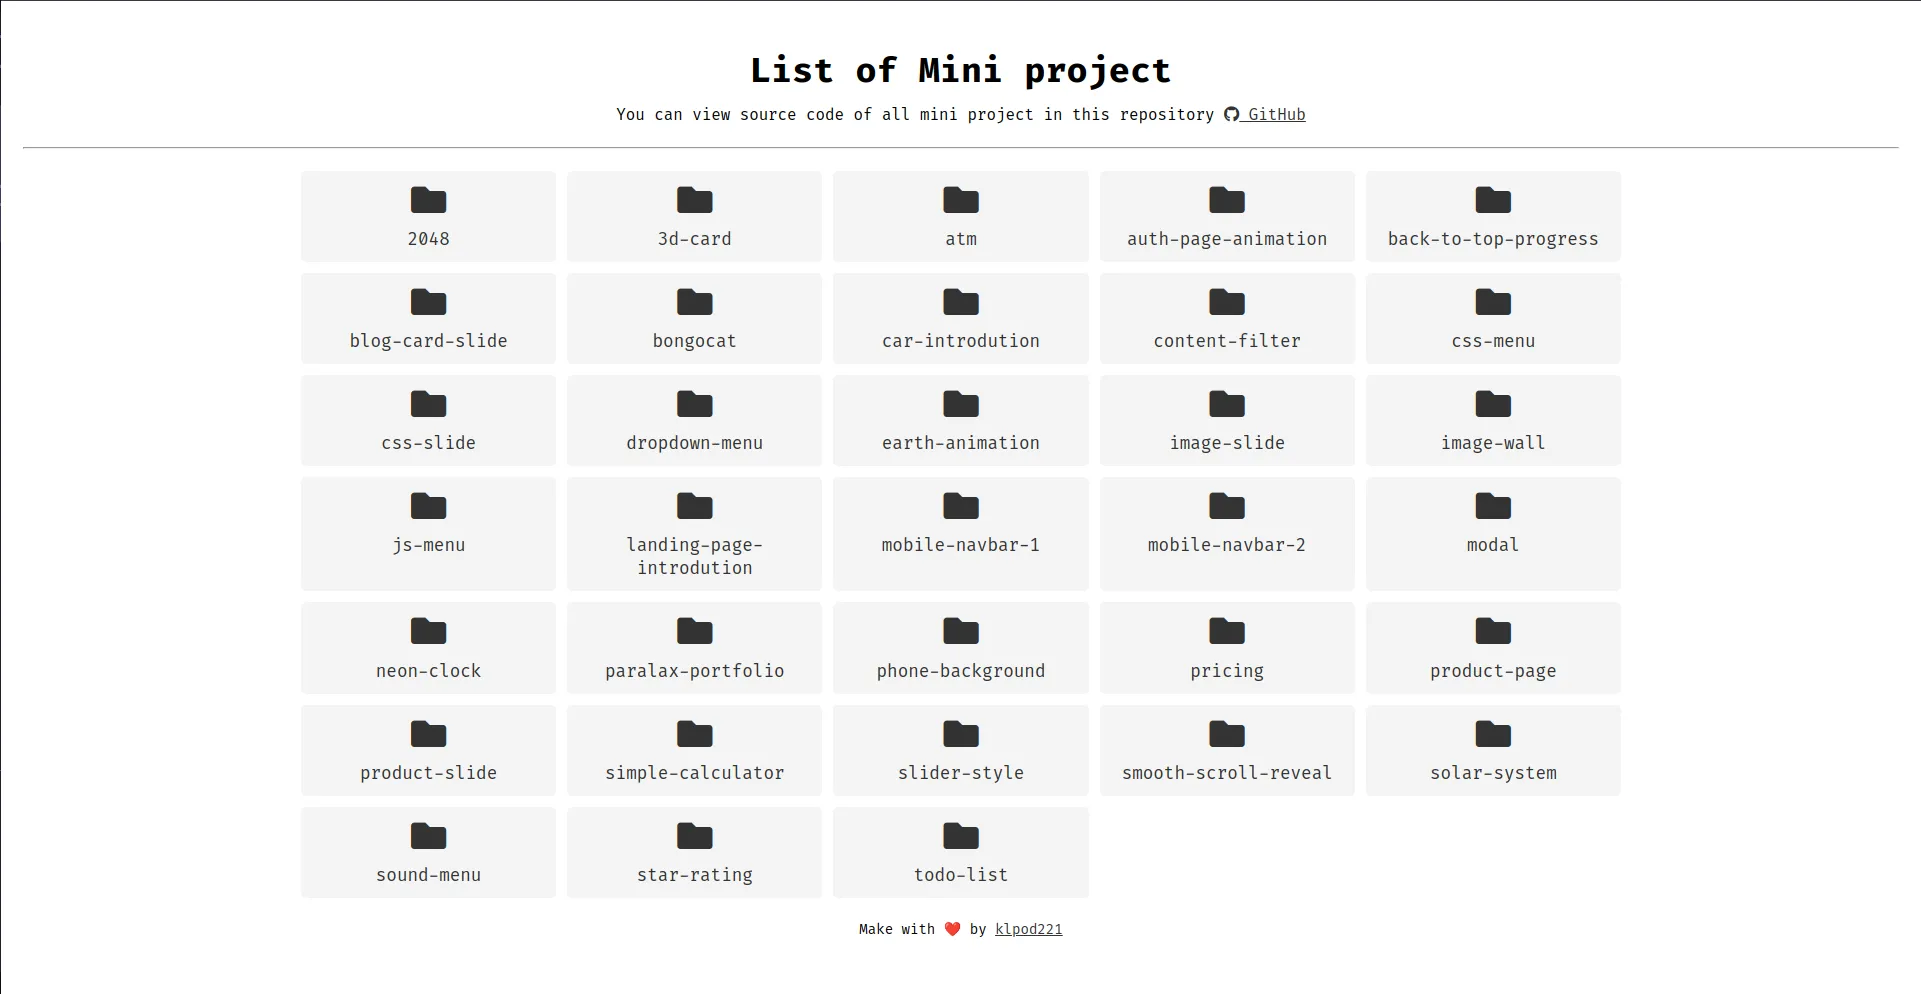 List of Mini project
You can view source code of all mini project in this repository GitHub
2048
3d-card
atm
auth-page-animation
back-to-top-progress
blog-card-slide
bongocat
car-introdution
content-filter
css-menu
css-slide
dropdown-menu
earth-animation
image-slide
image-wall
js-menu
landing-page-
introdution
mobile-navbar-1
mobile-navbar-2
modal
neon-clock
paralax-portfolio
phone-background
pricing
product-page
product-slide
simple-calculator
slider-style
smooth-scroll-reveal
solar-system
sound-menu
star-rating
todo-list
Make with ❤️ by klpod221